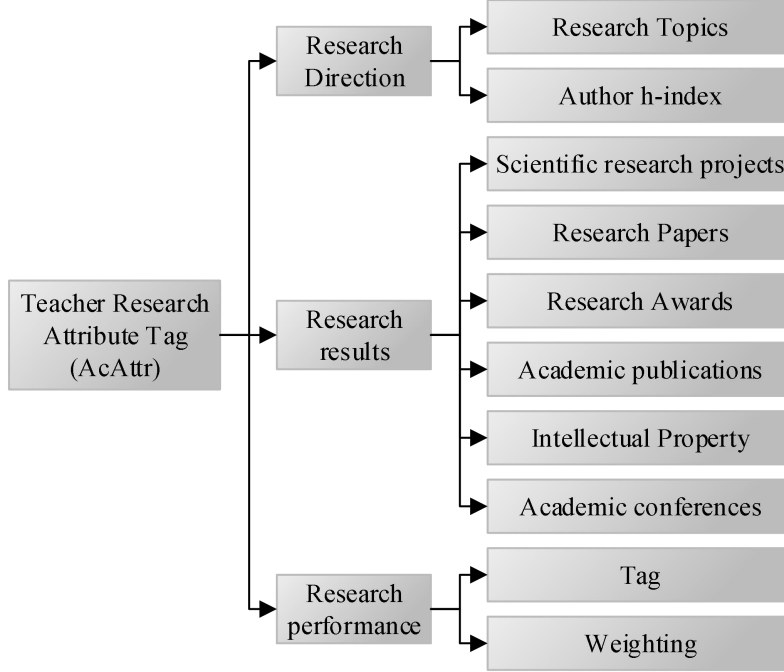 Teacher Research
Attribute Tag
(AcAttr)
Research
Direction
Research Topics
Author h-index
Research
results
Scientific research projects
Research Papers
Research Awards
Academic publications
Intellectual Property
Academic conferences
Research
performance
Tag
Weighting